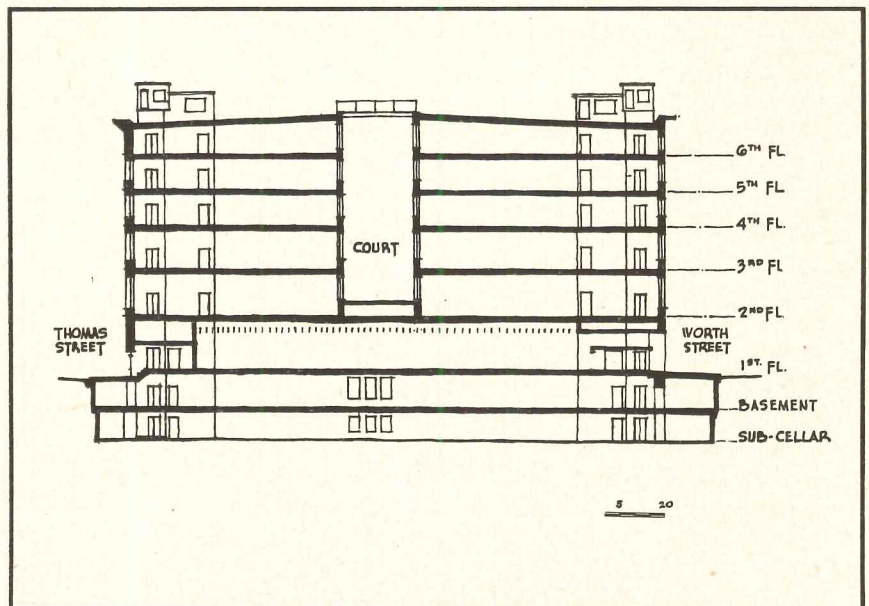 6TH FL.
5TH FL
4TH FL.
COURT
3RD FL
2ND FL.
THOMAS
STREET
WORTH
STREET
1ST. FL.
BASEMENT
SUB-CELLAR
5 20